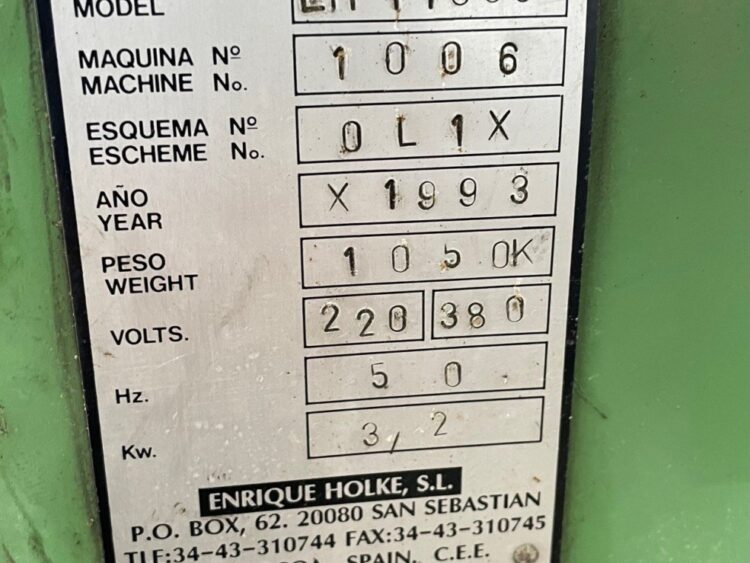 MODEL
MAQUINA Nº
MACHINE No.
1006
ESQUEMA Nº
ESCHEME No.
0L1X
AÑO
YEAR
X1993
PESO
WEIGHT
1050K
VOLTS.
220 380
Hz.
50
Kw.
3,2
ENRIQUE HOLKE, S.L.
P.O. BOX, 62. 20080 SAN SEBASTIAN
TLF:34-43-310744 FAX:34-43-310745
SPAIN, C.E.E.